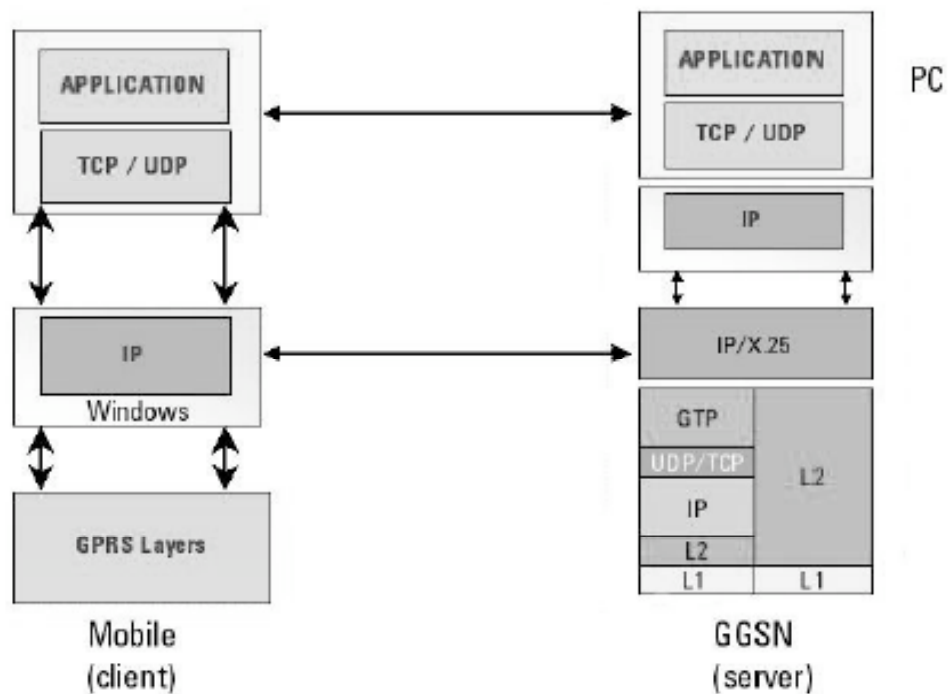 APPLICATION
TCP / UDP
IP
Windows
GPRS Layers
Mobile
(client)
APPLICATION
TCP / UDP
PC
IP
IP/X.25
GTP
UDP/TCP
IP
L2
L1
L2
L1
GGSN
(server)